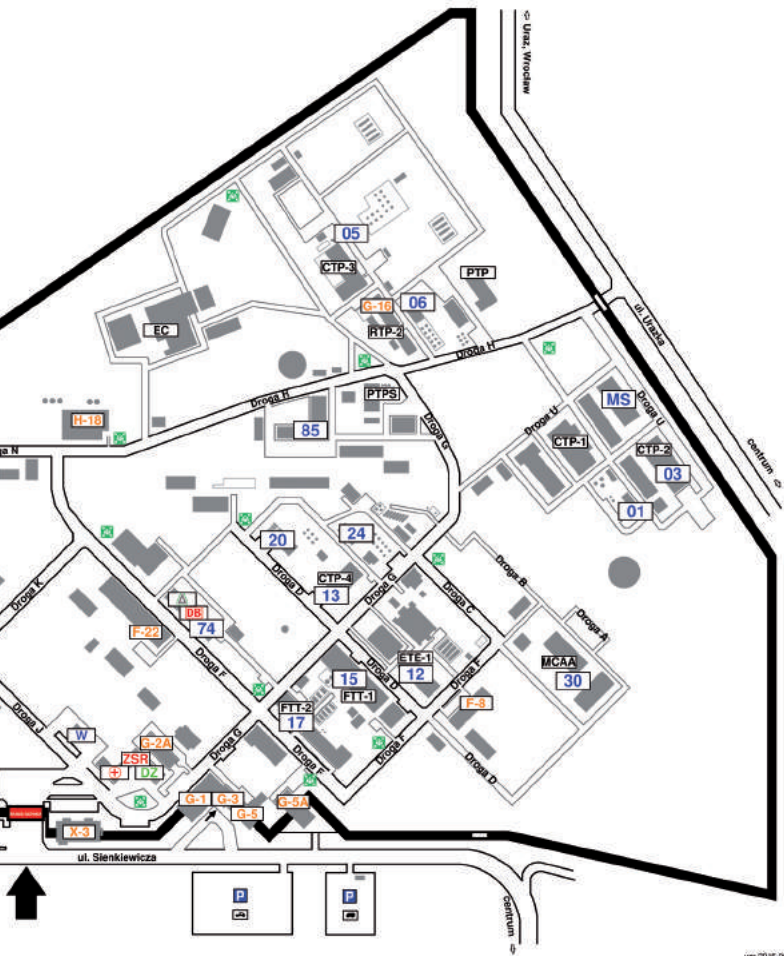 Uraz, Wrocław
05
CTP-3
PTP
G-16
06
EC
RTP-2
ul. Urazka
Droga H
Droga H
PTPS
MS
H-18
85
Droga G
Droga U
Droga U
CTP-1
CTP-2
centrum
03
01
20
24
Droga B
CTP-4
Droga D
13
Droga G
Droga C
Droga K
DB
74
F-22
Droga A
ETE-1
MCAA
Droga F
15
Droga D
12
30
FTT-1
Droga F
FTT-2
F-8
17
Droga J
W
G-2A
Droga G
ZSR
DZ
Droga F
Droga F
Droga D
G-1
G-3
G-5A
G-5
X-3
ul. Sienkiewicza
P
P
centrum